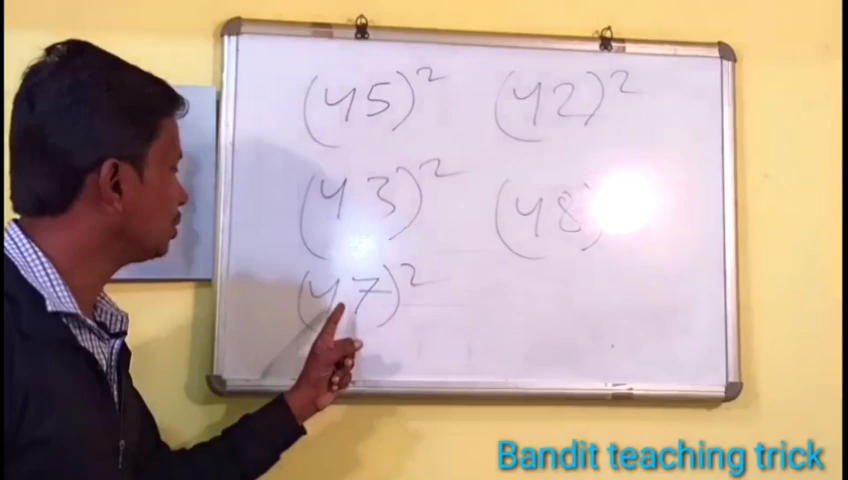 (45)² (42)²
(43)² (48)
(47)²
Bandit teaching trick